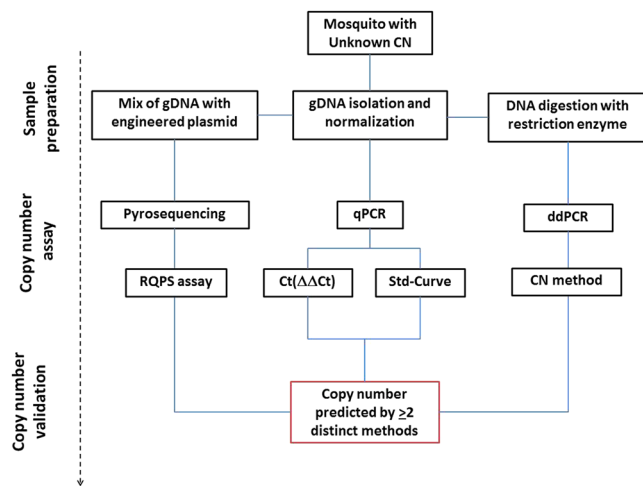 Mosquito with
Unknown CN
Sample
preparation
Mix of gDNA with
engineered plasmid
gDNA isolation and
normalization
DNA digestion with
restriction enzyme
Copy number
assay
Pyrosequencing
qPCR
ddPCR
RQPS assay
Ct(ΔΔCt)
Std-Curve
CN method
Copy number
validation
Copy number
predicted by ≥2
distinct methods